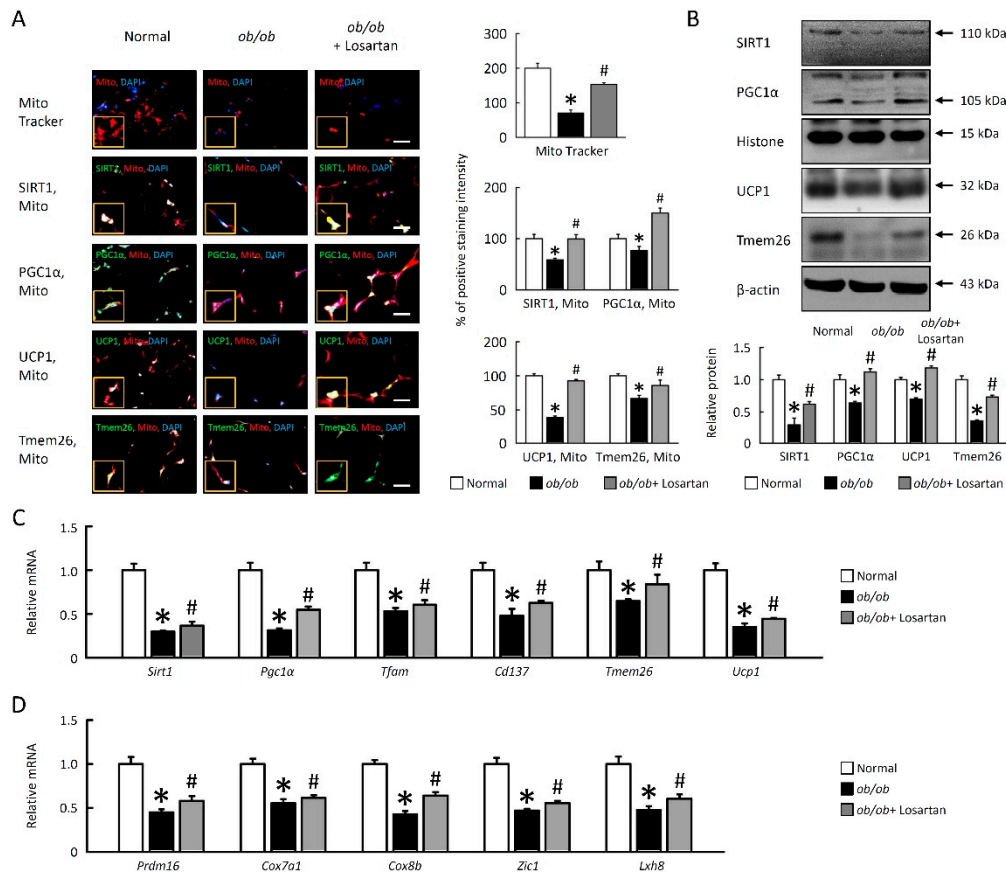 A
Normal
ob/ob
ob/ob
+ Losartan
Mito
Tracker
Mito, DAPI
Mito, DAPI
Mito, DAPI
SIRT1,
Mito
SIRT1, Mito, DAPI
SIRT1, Mito, DAPI
SIRT1, Mito, DAPI
PGC1α,
Mito
PGC1α, Mito, DAPI
PGC1α, Mito, DAPI
PGC1α, Mito, DAPI
UCP1,
Mito
UCP1, Mito, DAPI
UCP1, Mito, DAPI
UCP1, Mito, DAPI
Tmem26,
Mito
Tmem26, Mito, DAPI
Tmem26, Mito, DAPI
Tmem26, Mito, DAPI
% of positive staining intensity
300
200
100
0
* #
Mito Tracker
200
100
0
* # * #
SIRT1, Mito PGC1α, Mito
200
150
100
50
0
* # * #
UCP1, Mito Tmem26, Mito
Normal ob/ob ob/ob+ Losartan
B
SIRT1 110 kDa
PGC1α 105 kDa
Histone 15 kDa
UCP1 32 kDa
Tmem26 26 kDa
β-actin 43 kDa
Normal ob/ob ob/ob+
Losartan
Relative protein
1.5
1.0
0.5
0
* # * # * # * #
SIRT1 PGC1α UCP1 Tmem26
Normal ob/ob ob/ob+ Losartan
C
Relative mRNA
1.5
1.0
0.5
0
* # * # * # * # * # * #
Sirt1 Pgc1α Tfam Cd137 Tmem26 Ucp1
Normal
ob/ob
ob/ob+ Losartan
D
Relative mRNA
1.5
1.0
0.5
0
* # * # * # * # * #
Prdm16 Cox7a1 Cox8b Zic1 Lxh8
Normal
ob/ob
ob/ob+ Losartan